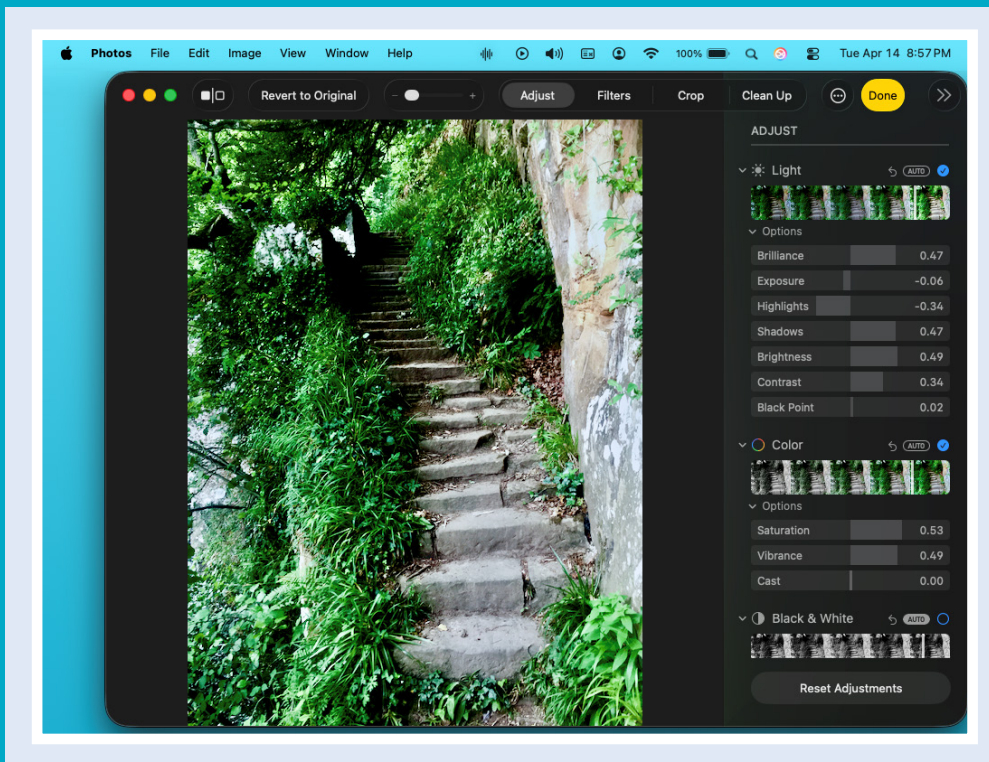 Photos File Edit Image View Window Help 100% Tue Apr 14 8:57 PM
Revert to Original - + Adjust Filters Crop Clean Up Done
ADJUST
Light AUTO
Options
Brilliance 0.47
Exposure -0.06
Highlights -0.34
Shadows 0.47
Brightness 0.49
Contrast 0.34
Black Point 0.02
Color AUTO
Options
Saturation 0.53
Vibrance 0.49
Cast 0.00
Black & White AUTO
Reset Adjustments